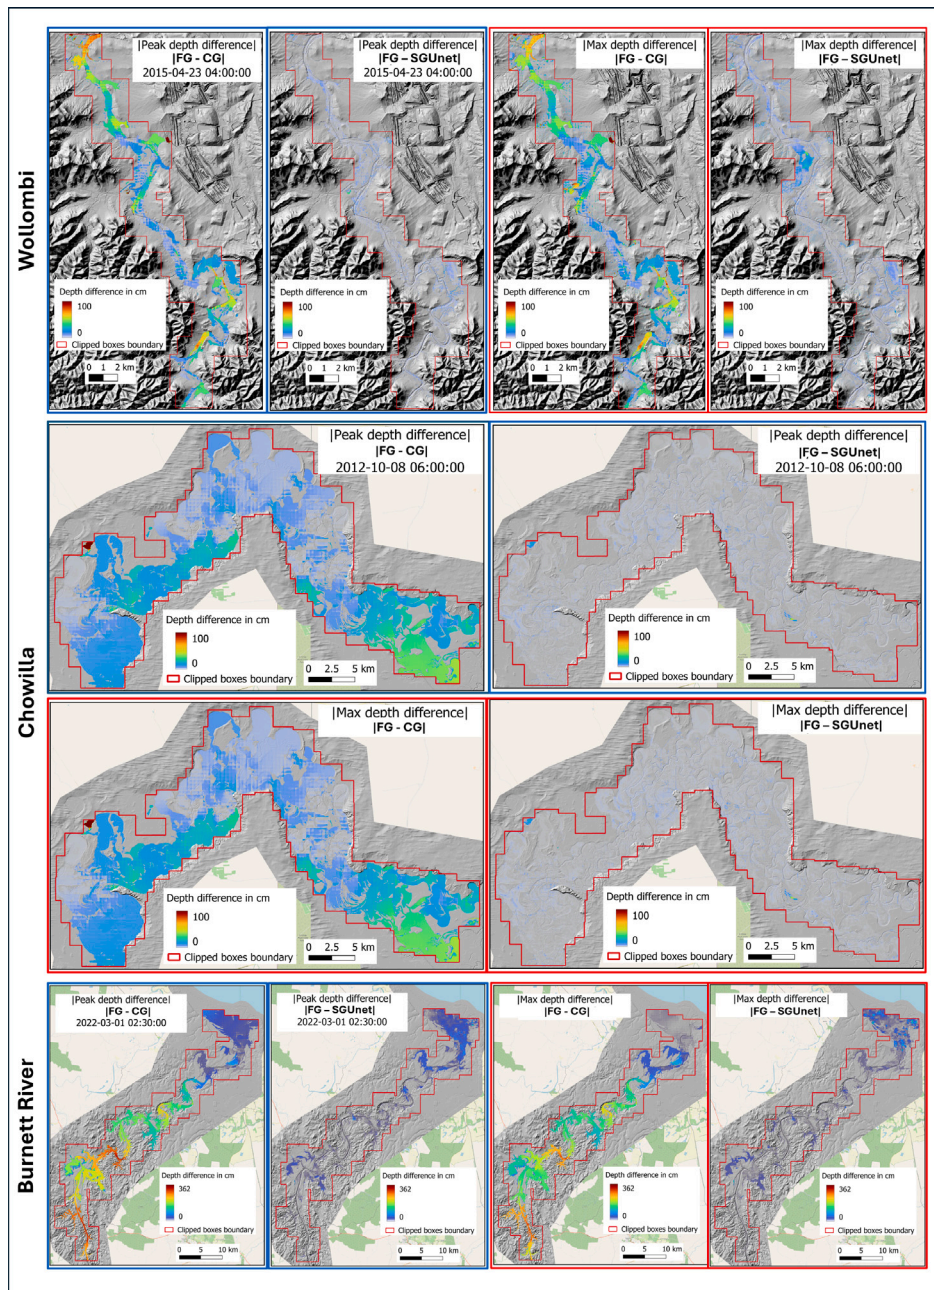 Wollombi
|Peak depth difference|
|FG - CG|
2015-04-23 04:00:00
Depth difference in cm
100
0
Clipped boxes boundary
0 1 2 km
|Peak depth difference|
|FG – SGUnet|
2015-04-23 04:00:00
Depth difference in cm
100
0
Clipped boxes boundary
0 1 2 km
|Max depth difference|
|FG - CG|
Depth difference in cm
100
0
Clipped boxes boundary
0 1 2 km
|Max depth difference|
|FG – SGUnet|
Depth difference in cm
100
0
Clipped boxes boundary
0 1 2 km
Chowilla
|Peak depth difference|
|FG - CG|
2012-10-08 06:00:00
Depth difference in cm
100
0
Clipped boxes boundary
0 2.5 5 km
|Peak depth difference|
|FG – SGUnet|
2012-10-08 06:00:00
Depth difference in cm
100
0
Clipped boxes boundary
0 2.5 5 km
|Max depth difference|
|FG - CG|
Depth difference in cm
100
0
Clipped boxes boundary
0 2.5 5 km
|Max depth difference|
|FG – SGUnet|
Depth difference in cm
100
0
Clipped boxes boundary
0 2.5 5 km
Burnett River
|Peak depth difference|
|FG - CG|
2022-03-01 02:30:00
Depth difference in cm
362
0
Clipped boxes boundary
0 5 10 km
|Peak depth difference|
|FG – SGUnet|
2022-03-01 02:30:00
Depth difference in cm
362
0
Clipped boxes boundary
0 5 10 km
|Max depth difference|
|FG - CG|
Depth difference in cm
362
0
Clipped boxes boundary
0 5 10 km
|Max depth difference|
|FG – SGUnet|
Depth difference in cm
362
0
Clipped boxes boundary
0 5 10 km